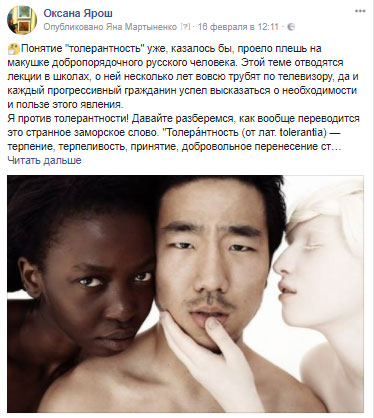 Оксана Ярош
Опубликовано Яна Мартыненко · 16 февраля в 12:11 ·
Понятие "толерантность" уже, казалось бы, проело плешь на
макушке добропорядочного русского человека. Этой теме отводятся
лекции в школах, о ней несколько лет вовсю трубят по телевизору, да и
каждый прогрессивный гражданин успел высказаться о необходимости
и пользе этого явления.
Я против толерантности! Давайте разберемся, как вообще переводится
это странное заморское слово. "Толера́нтность (от лат. tolerantia) —
терпение, терпеливость, принятие, добровольное перенесение ст…
Читать дальше